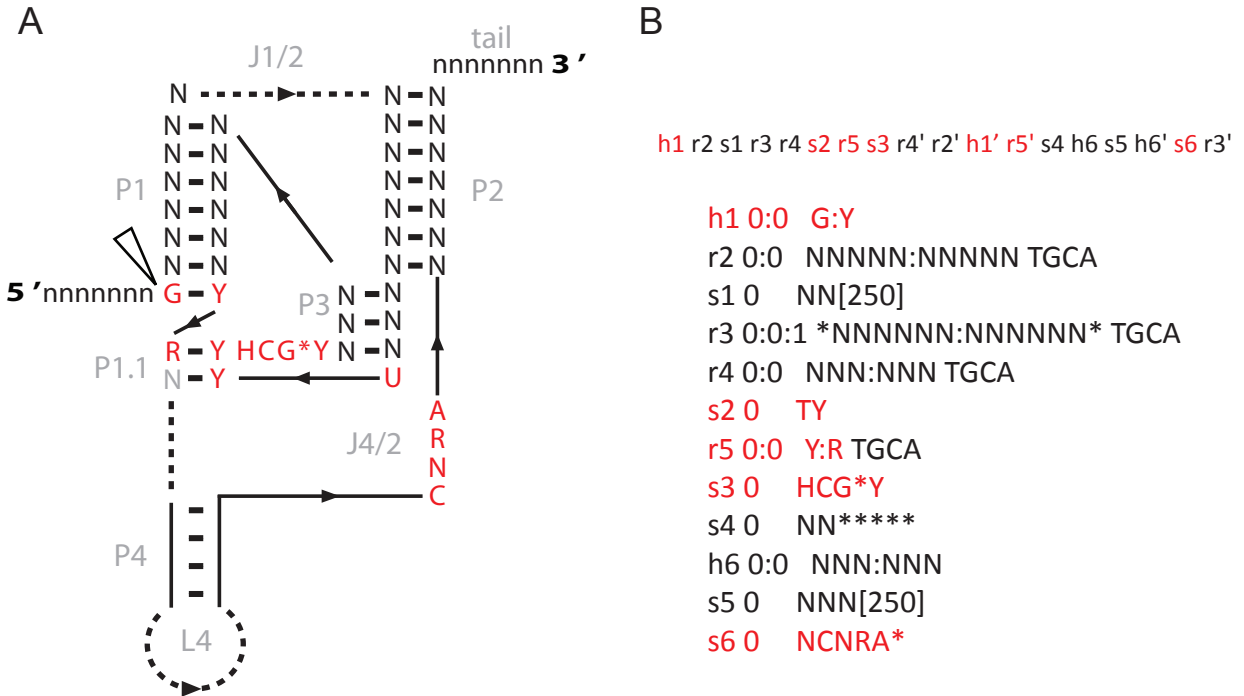 A
B
tail
J1/2
nnnnnnn 3 ′
N N N
N N N N
N N N N
P1 N N N N P2
N N N N
N N N N
N N N N
5 ′nnnnnnn G Y P3 N N
N N
R Y HCG*Y N N
P1.1 N Y U
A
J4/2 R
N
C
P4
L4
h1 r2 s1 r3 r4 s2 r5 s3 r4' r2' h1' r5' s4 h6 s5 h6' s6 r3'
h1 0:0 G:Y
r2 0:0 NNNNN:NNNNN TGCA
s1 0 NN[250]
r3 0:0:1 *NNNNNN:NNNNNN* TGCA
r4 0:0 NNN:NNN TGCA
s2 0 TY
r5 0:0 Y:R TGCA
s3 0 HCG*Y
s4 0 NN*****
h6 0:0 NNN:NNN
s5 0 NNN[250]
s6 0 NCNRA*